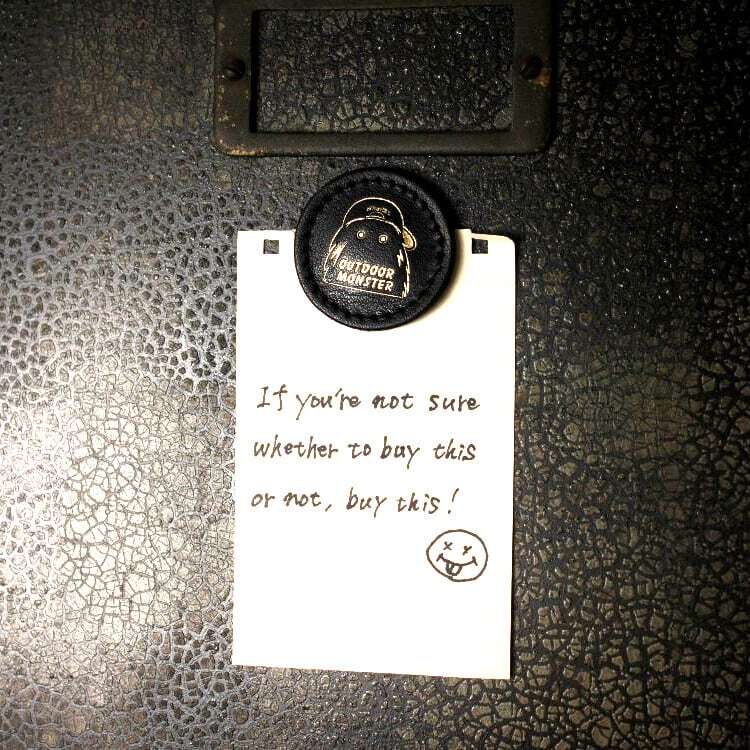 OUTDOOR
MONSTER
If you're not sure
whether to buy this
or not, buy this!